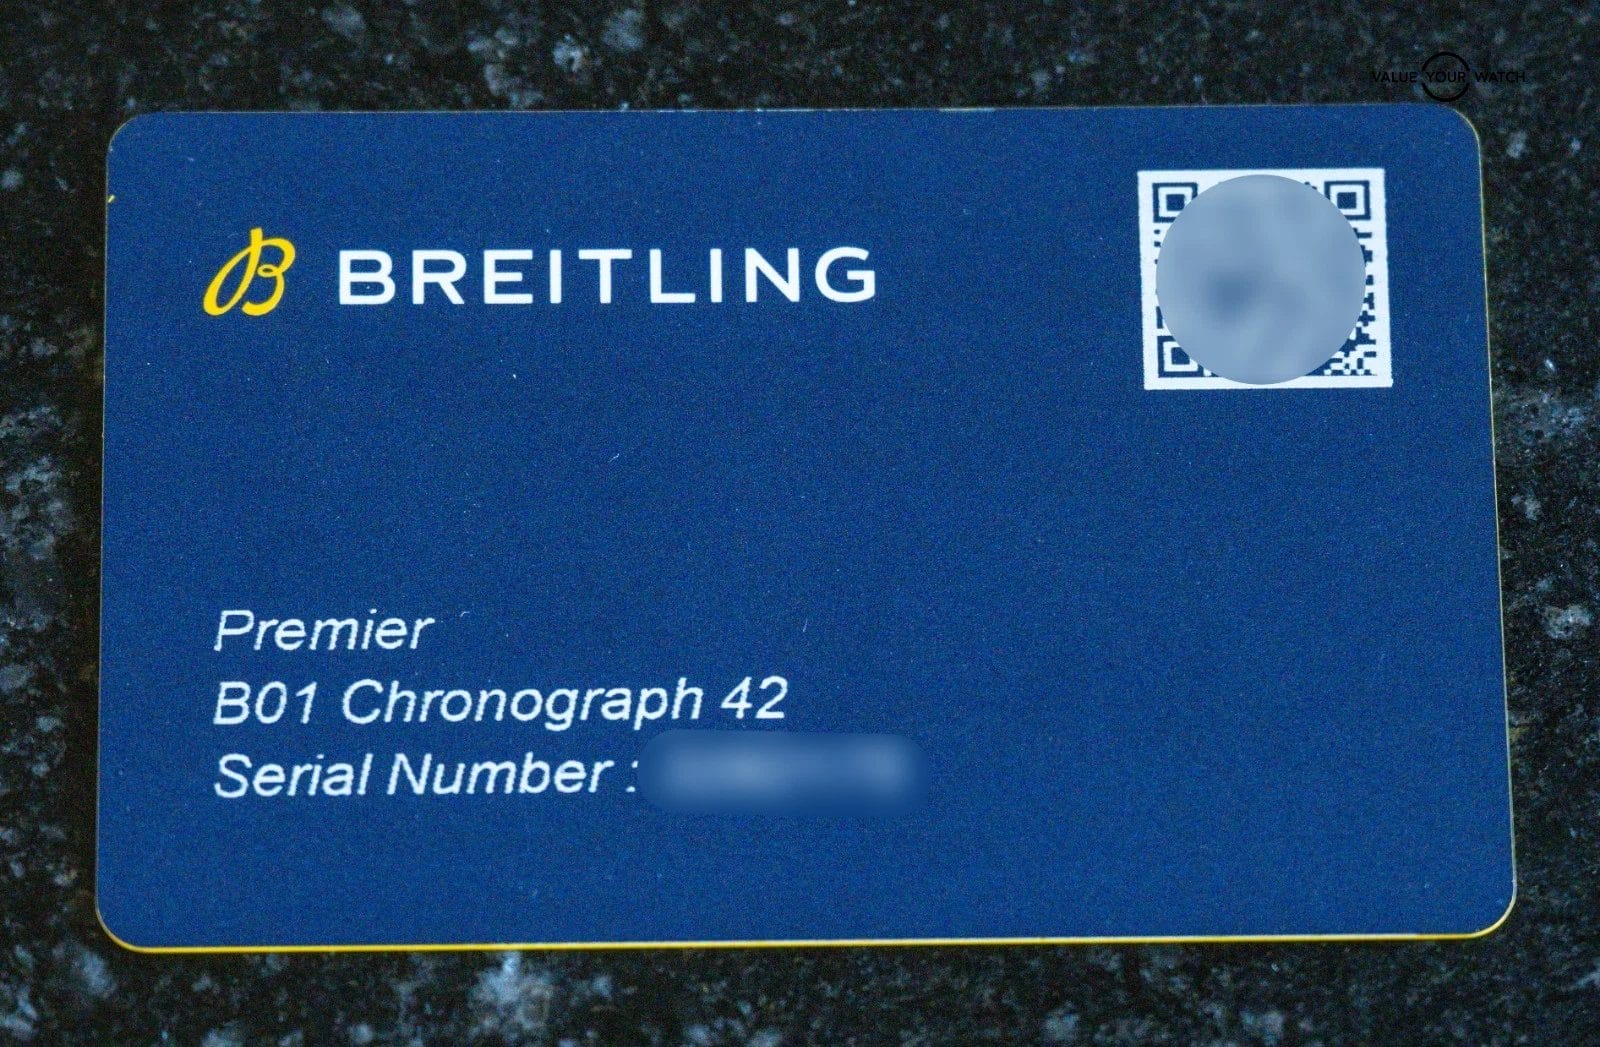 VALUE YOUR WATCH
BREITLING
Premier
B01 Chronograph 42
Serial Number :